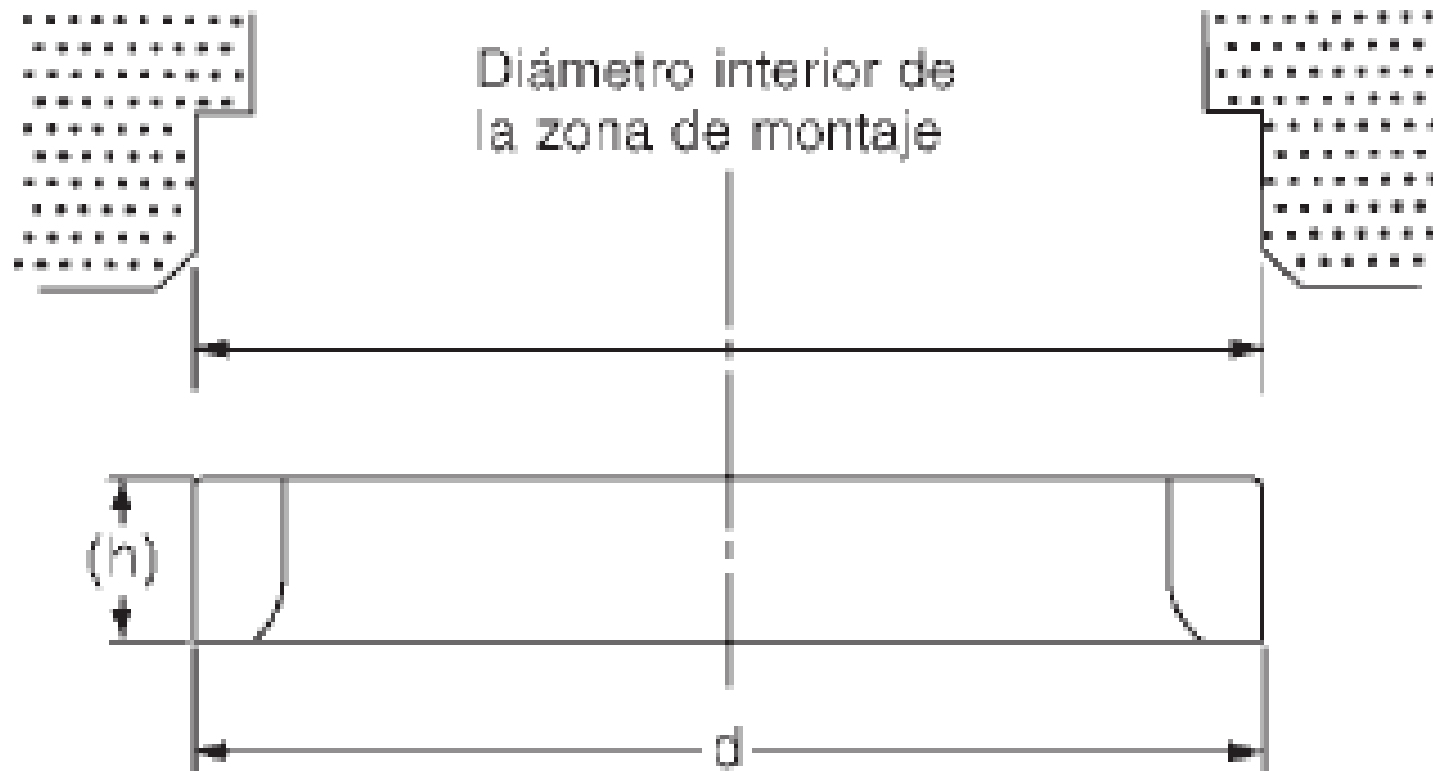 Diámetro interior de
la zona de montaje
(h)
d